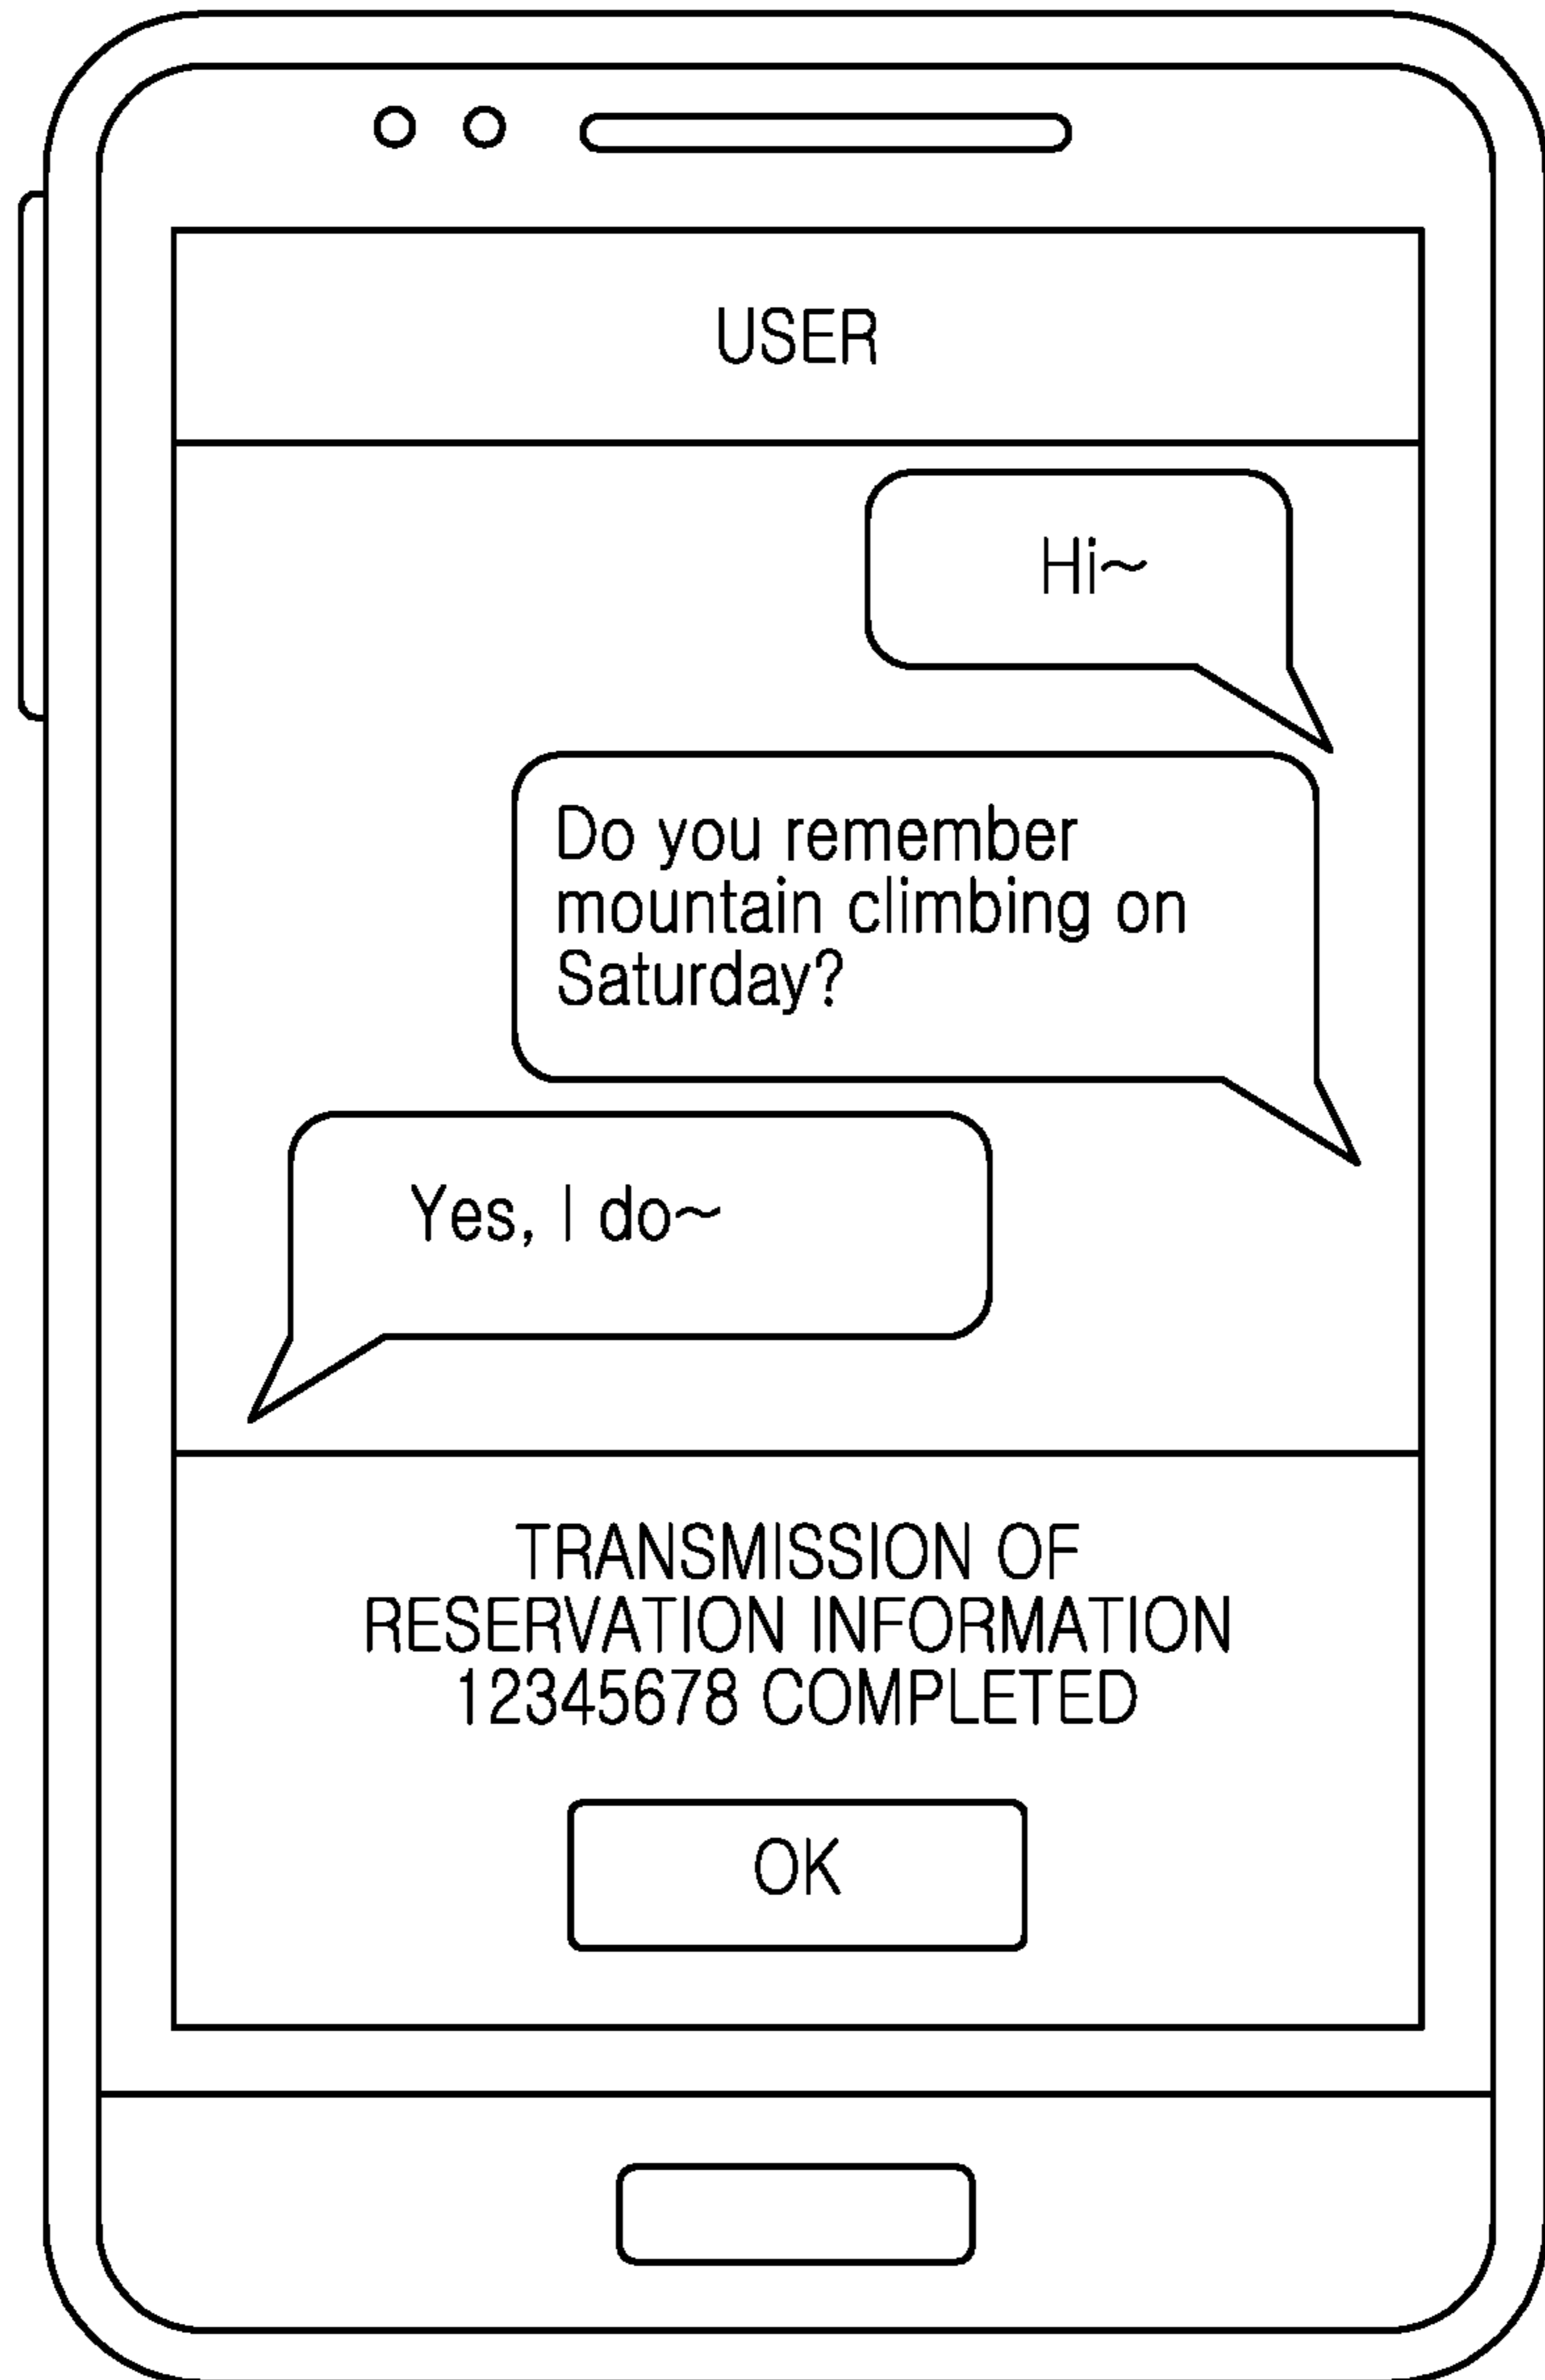 USER
Hi~
Do you remember
mountain climbing on
Saturday?
Yes, I do~
TRANSMISSION OF
RESERVATION INFORMATION
12345678 COMPLETED
OK